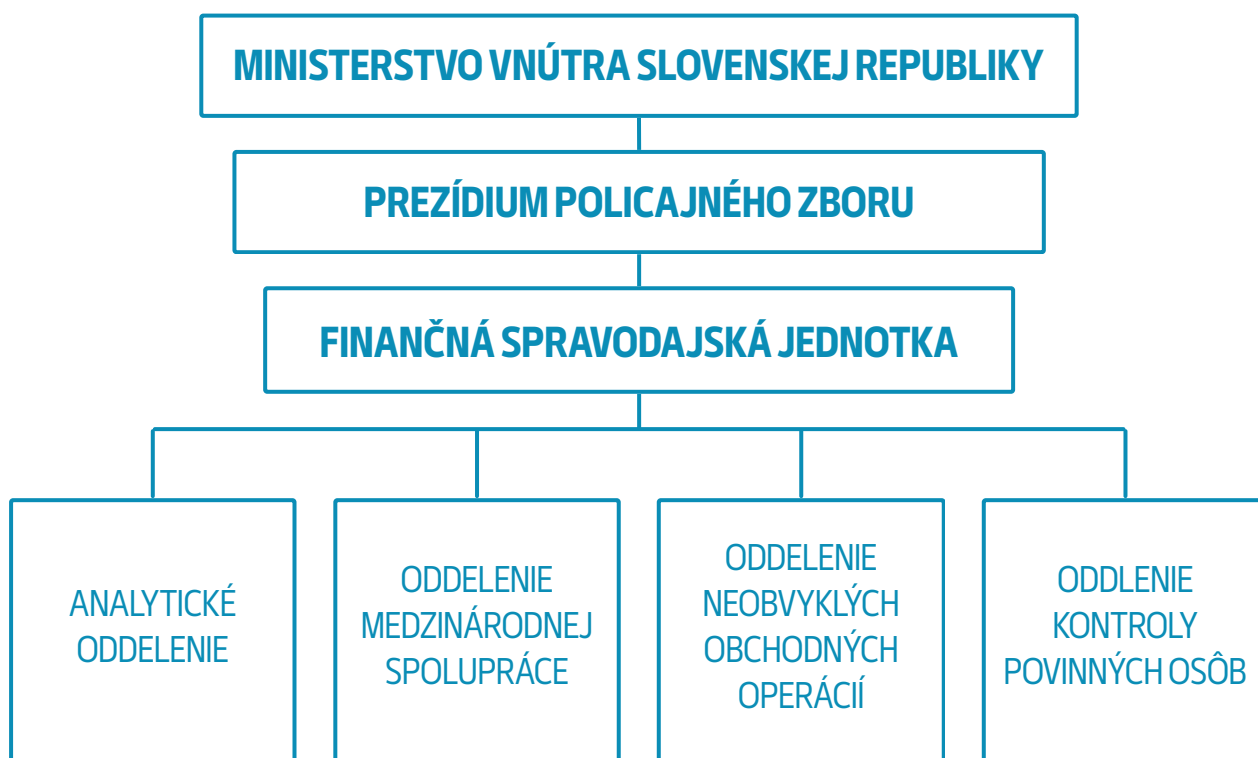 MINISTERSTVO VNÚTRA SLOVENSKEJ REPUBLIKY
PREZÍDIUM POLICAJNÉHO ZBORU
FINANČNÁ SPRAVODAJSKÁ JEDNOTKA
ANALYTICKÉ
ODDELENIE
ODDELENIE
MEDZINÁRODNEJ
SPOLUPRÁCE
ODDELENIE
NEOBVYKLÝCH
OBCHODNÝCH
OPERÁCIÍ
ODDLENIE
KONTROLY
POVINNÝCH OSÔB